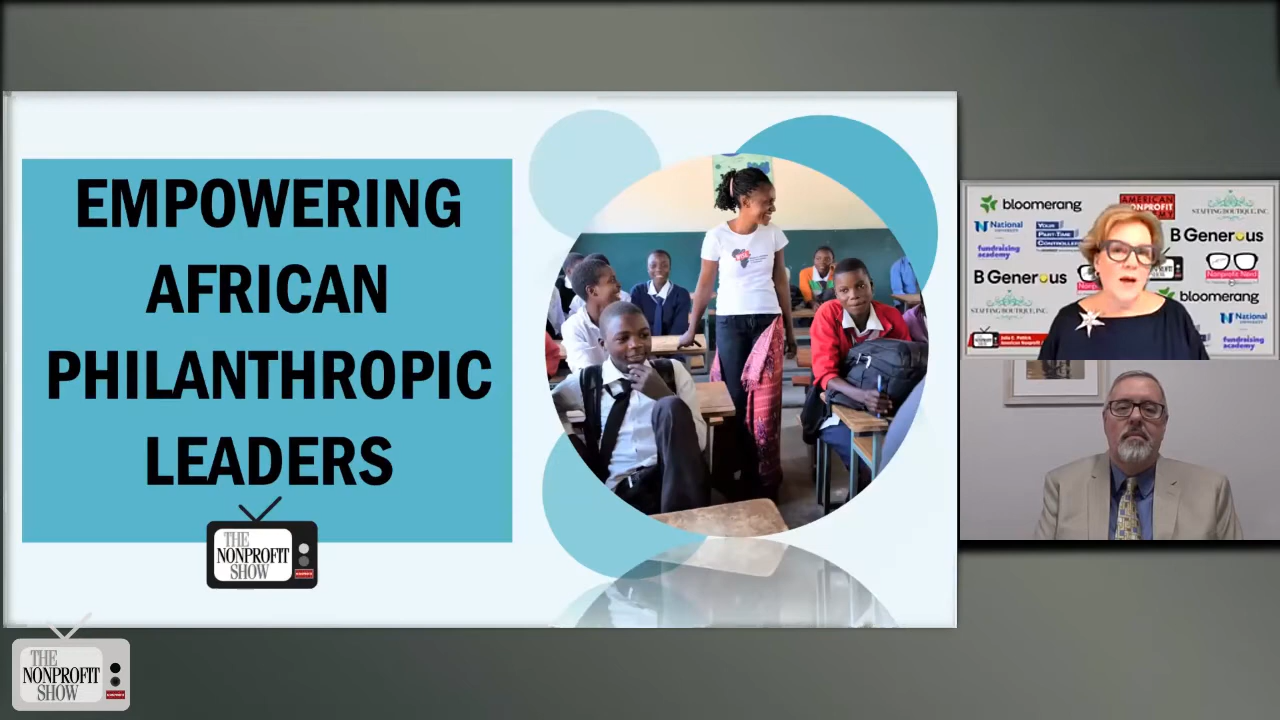 EMPOWERING
AFRICAN
PHILANTHROPIC
LEADERS
THE
NONPROFIT
SHOW
bloomerang
AMERICAN
NONPROFIT
STAFFING BOUTIQUE, INC.
National
UNIVERSITY
YOUR
PART-TIME
CONTROLLER
B Generous
fundraising
academy
B Generous
Nonprofit Nerd
bloomerang
STAFFING BOUTIQUE, INC.
National
UNIVERSITY
fundraising
academy
THE
NONPROFIT
SHOW